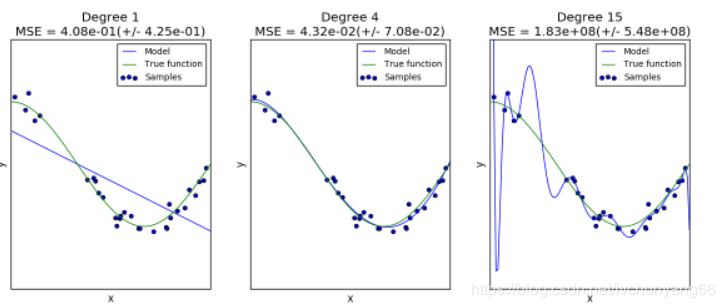 Degree 1
MSE = 4.08e-01(+/- 4.25e-01)
Model
True function
Samples
y
x
Degree 4
MSE = 4.32e-02(+/- 7.08e-02)
Model
True function
Samples
y
x
Degree 15
MSE = 1.83e+08(+/- 5.48e+08)
Model
True function
Samples
y
x